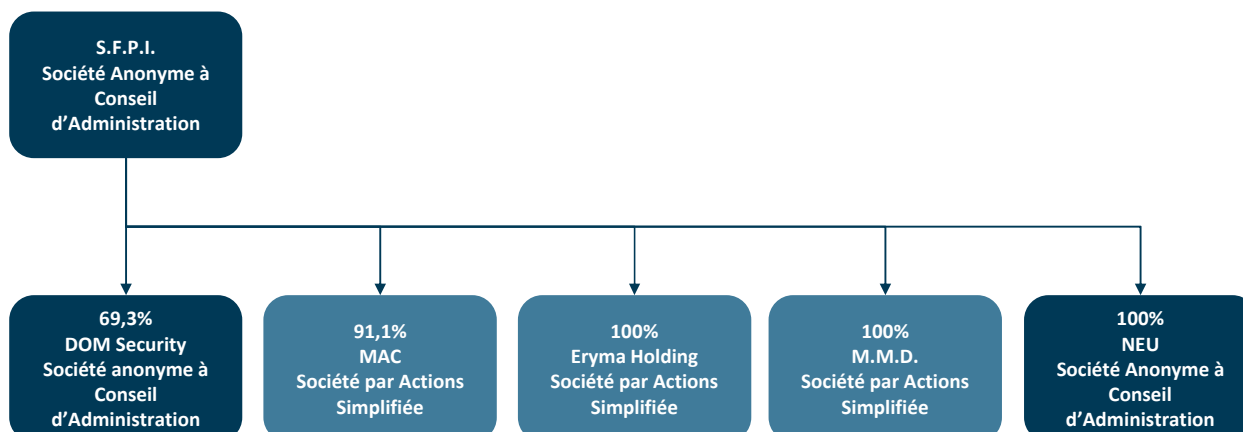 S.F.P.I.
Société Anonyme à
Conseil
d’Administration
69,3%
DOM Security
Société anonyme à
Conseil
d’Administration
91,1%
MAC
Société par Actions
Simplifiée
100%
Eryma Holding
Société par Actions
Simplifiée
100%
M.M.D.
Société par Actions
Simplifiée
100%
NEU
Société Anonyme à
Conseil
d’Administration